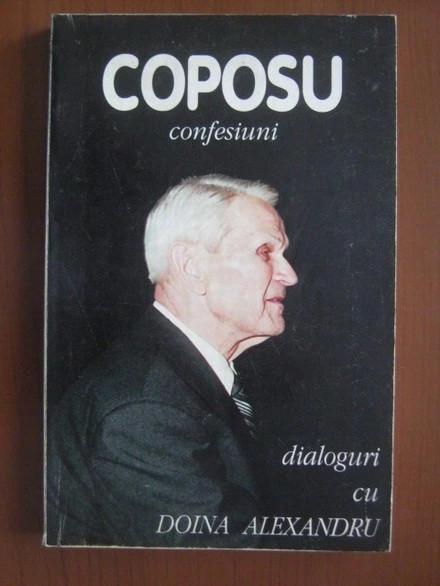 COPOSU
confesiuni
dialoguri
cu
DOINA ALEXANDRU